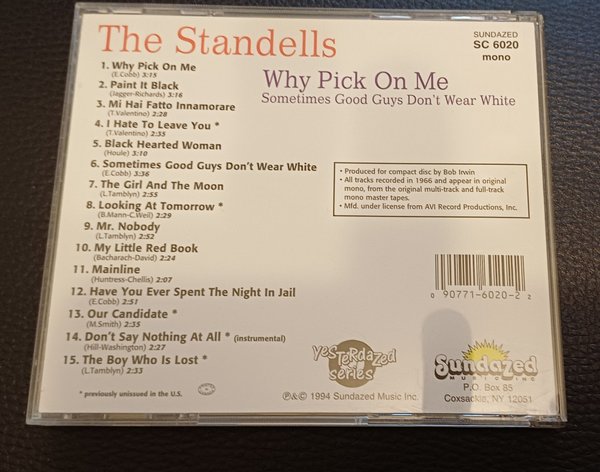 The Standells
SUNDAZED
SC 6020
mono
Why Pick On Me
Sometimes Good Guys Don't Wear White
1. Why Pick On Me
(E.Cobb) 3:15
2. Paint It Black
(Jagger-Richards) 3:16
3. Mi Hai Fatto Innamorare
(T.Valentino) 2:28
4. I Hate To Leave You *
(T.Valentino) 2:35
5. Black Hearted Woman
(Houle) 3:10
6. Sometimes Good Guys Don't Wear White
(E.Cobb) 3:36
7. The Girl And The Moon
(L.Tamblyn) 2:55
8. Looking At Tomorrow *
(B.Mann-C.Weil) 2:29
9. Mr. Nobody
(L.Tamblyn) 2:52
10. My Little Red Book
(Bacharach-David) 2:24
11. Mainline
(Huntress-Chellis) 2:07
12. Have You Ever Spent The Night In Jail
(E.Cobb) 2:51
13. Our Candidate *
(M.Smith) 2:35
14. Don't Say Nothing At All * (instrumental)
(Hill-Washington) 2:27
15. The Boy Who Is Lost *
(L.Tamblyn) 2:33
* previously unissued in the U.S.
• Produced for compact disc by Bob Irwin
• All tracks recorded in 1966 and appear in original
mono, from the original multi-track and full-track
mono master tapes.
• Mfd. under license from AVI Record Productions, Inc.
0 90771-6020-2 2
Yesterdazed
series
Sundazed
MUSIC INC.
P.O. Box 85
Coxsackie, NY 12051
℗&© 1994 Sundazed Music Inc.